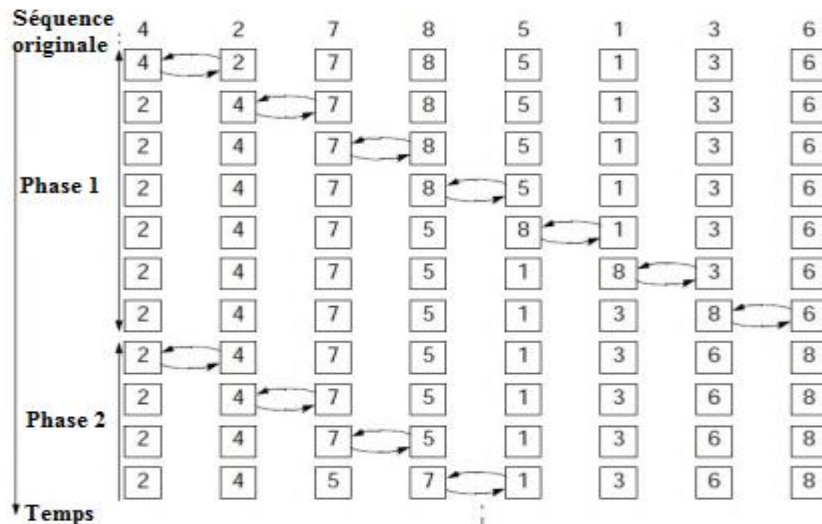 Séquence originale 4 2 7 8 5 1 3 6
4 2 7 8 5 1 3 6
2 4 7 8 5 1 3 6
2 4 7 8 5 1 3 6
Phase 1 2 4 7 8 5 1 3 6
2 4 7 5 8 1 3 6
2 4 7 5 1 8 3 6
2 4 7 5 1 3 8 6
2 4 7 5 1 3 6 8
2 4 7 5 1 3 6 8
Phase 2 2 4 7 5 1 3 6 8
2 4 5 7 1 3 6 8
Temps